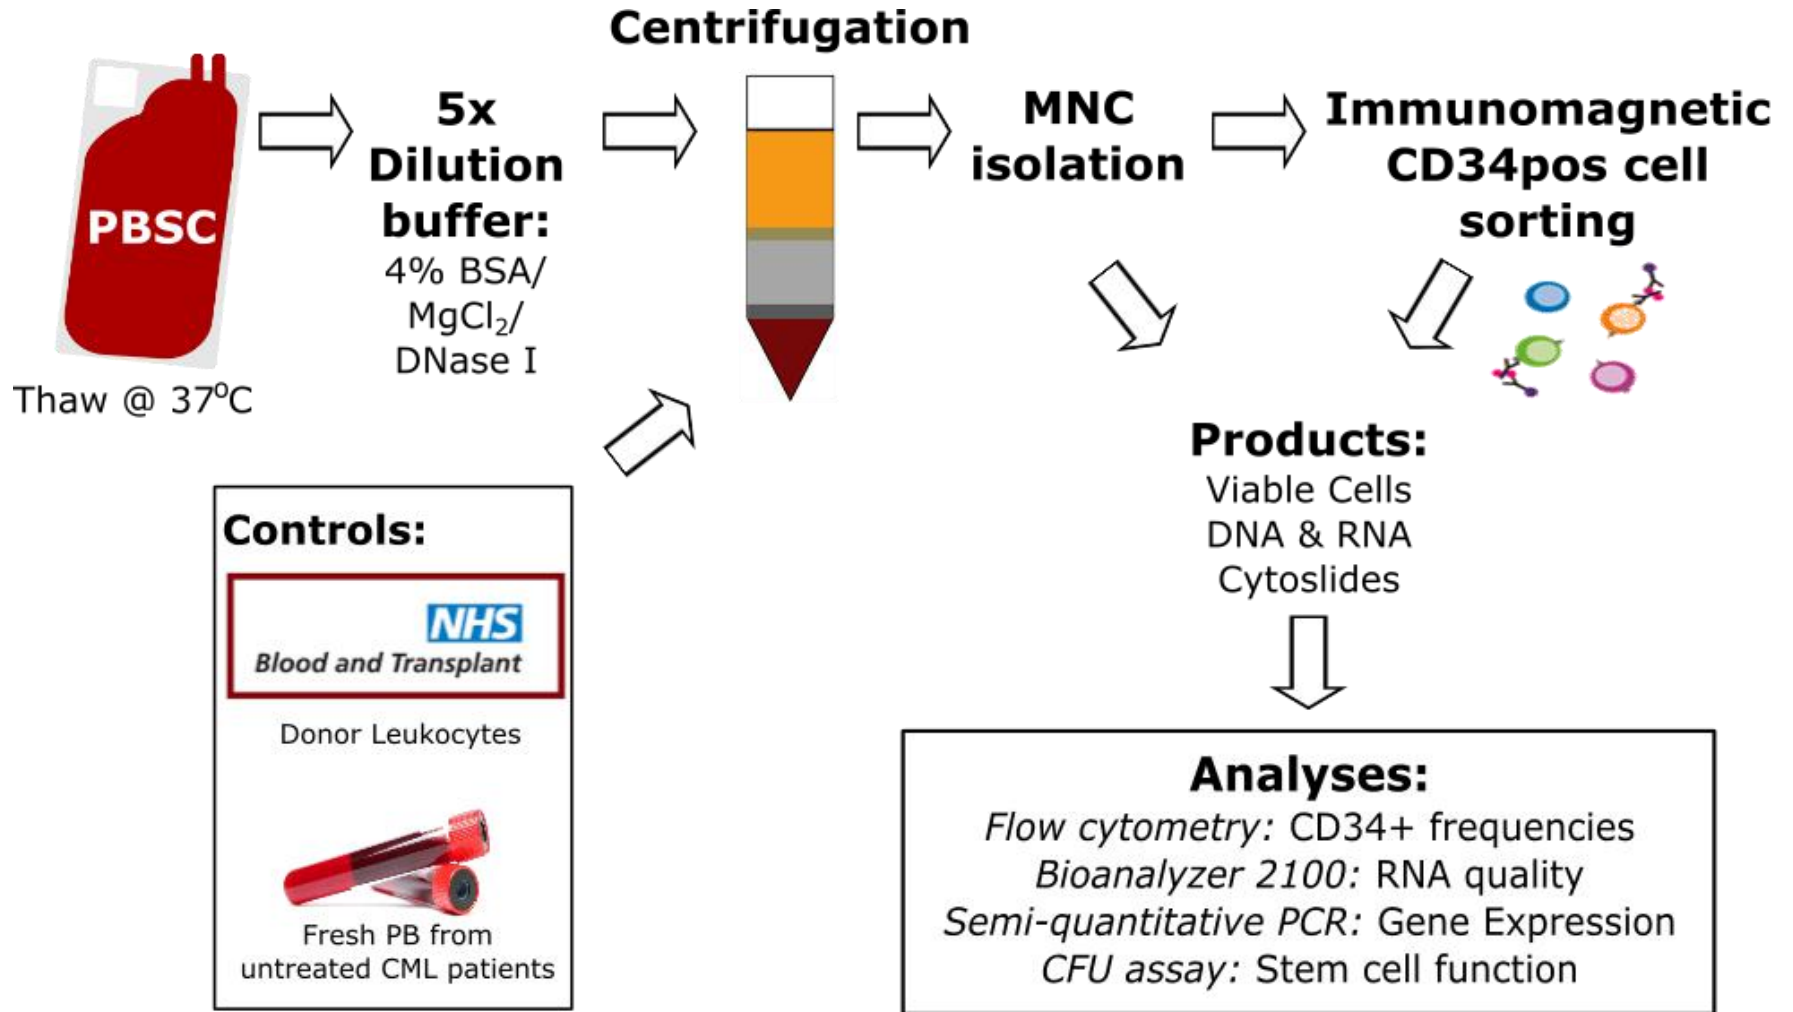 Centrifugation
PBSC
Thaw @ 37⁰C
5x
Dilution
buffer:
4% BSA/
MgCl₂/
DNase I
MNC
isolation
Immunomagnetic
CD34pos cell
sorting
Controls:
NHS
Blood and Transplant
Donor Leukocytes
Fresh PB from
untreated CML patients
Products:
Viable Cells
DNA & RNA
Cytoslides
Analyses:
Flow cytometry: CD34+ frequencies
Bioanalyzer 2100: RNA quality
Semi-quantitative PCR: Gene Expression
CFU assay: Stem cell function